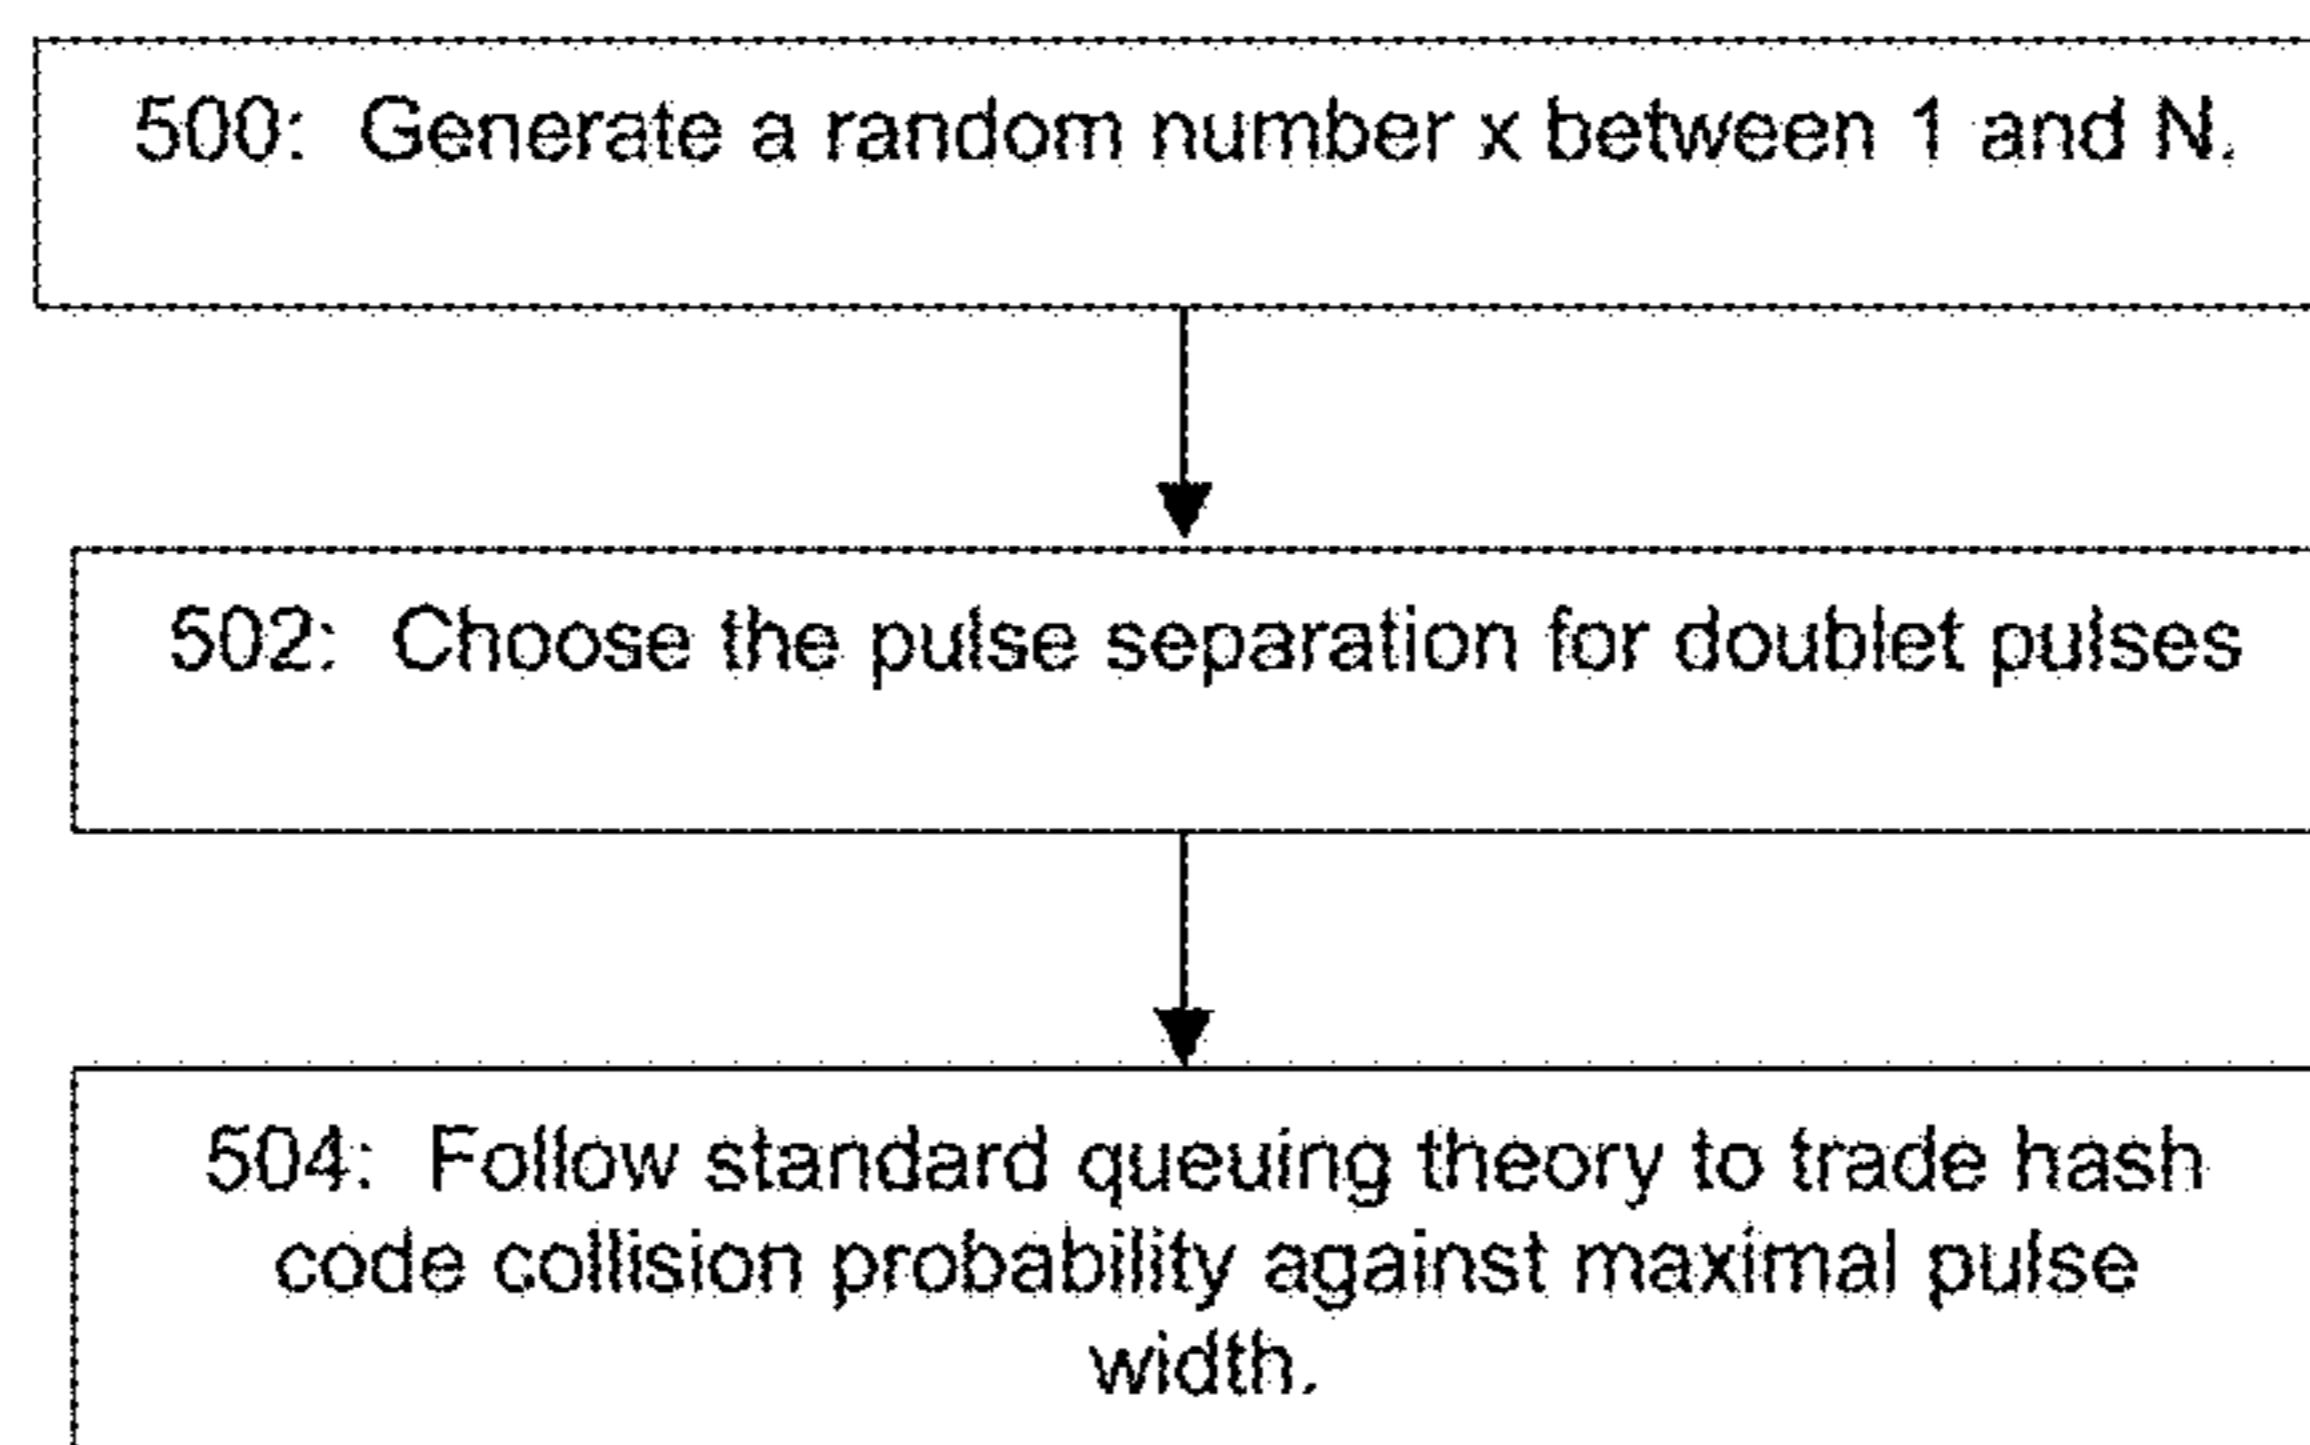 500: Generate a random number x between 1 and N.
502: Choose the pulse separation for doublet pulses
504: Follow standard queuing theory to trade hash
code collision probability against maximal pulse
width.